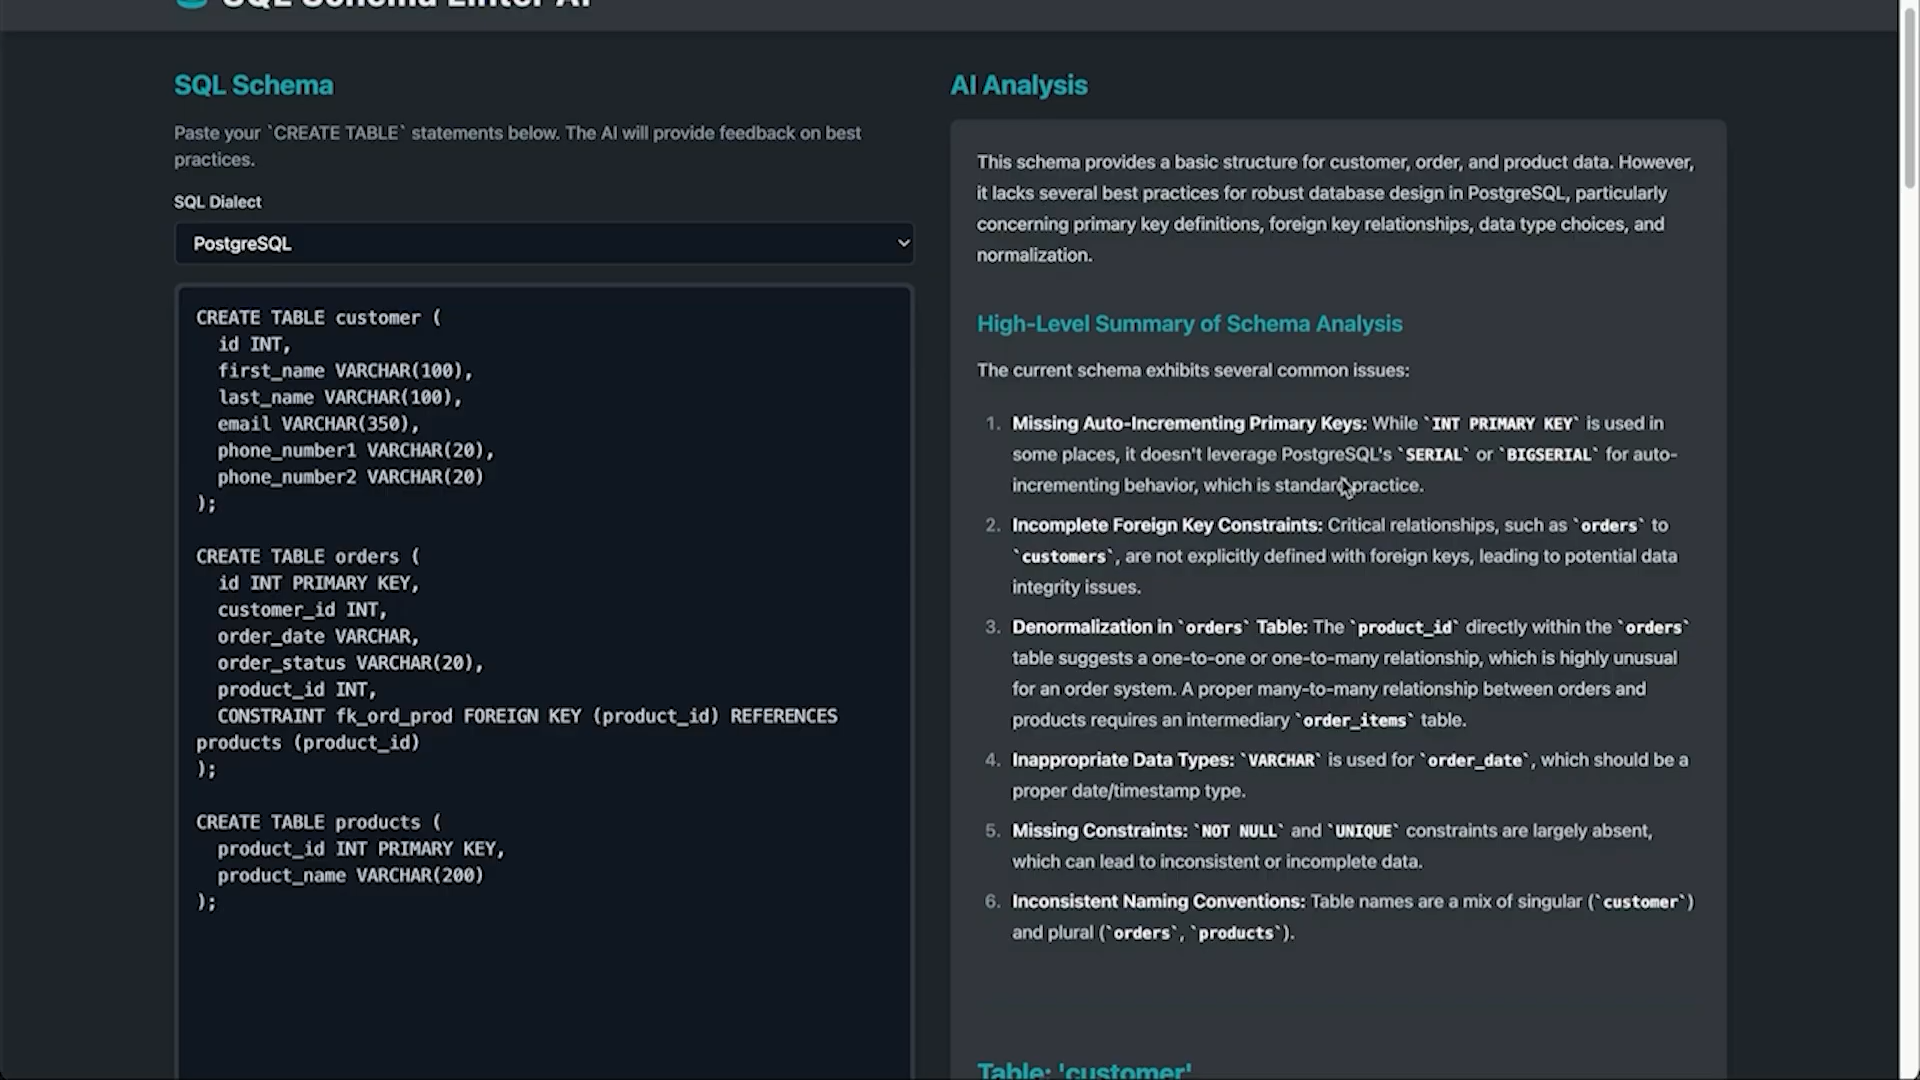 SQL Schema Linter AI
SQL Schema
Paste your `CREATE TABLE` statements below. The AI will provide feedback on best
practices.
SQL Dialect
PostgreSQL
CREATE TABLE customer (
  id INT,
  first_name VARCHAR(100),
  last_name VARCHAR(100),
  email VARCHAR(350),
  phone_number1 VARCHAR(20),
  phone_number2 VARCHAR(20)
);
CREATE TABLE orders (
  id INT PRIMARY KEY,
  customer_id INT,
  order_date VARCHAR,
  order_status VARCHAR(20),
  product_id INT,
  CONSTRAINT fk_ord_prod FOREIGN KEY (product_id) REFERENCES
products (product_id)
);
CREATE TABLE products (
  product_id INT PRIMARY KEY,
  product_name VARCHAR(200)
);
AI Analysis
This schema provides a basic structure for customer, order, and product data. However,
it lacks several best practices for robust database design in PostgreSQL, particularly
concerning primary key definitions, foreign key relationships, data type choices, and
normalization.
High-Level Summary of Schema Analysis
The current schema exhibits several common issues:
1. Missing Auto-Incrementing Primary Keys: While `INT PRIMARY KEY` is used in
some places, it doesn't leverage PostgreSQL's `SERIAL` or `BIGSERIAL` for auto-
incrementing behavior, which is standard practice.
2. Incomplete Foreign Key Constraints: Critical relationships, such as `orders` to
`customers`, are not explicitly defined with foreign keys, leading to potential data
integrity issues.
3. Denormalization in `orders` Table: The `product_id` directly within the `orders`
table suggests a one-to-one or one-to-many relationship, which is highly unusual
for an order system. A proper many-to-many relationship between orders and
products requires an intermediary `order_items` table.
4. Inappropriate Data Types: `VARCHAR` is used for `order_date`, which should be a
proper date/timestamp type.
5. Missing Constraints: `NOT NULL` and `UNIQUE` constraints are largely absent,
which can lead to inconsistent or incomplete data.
6. Inconsistent Naming Conventions: Table names are a mix of singular (`customer`)
and plural (`orders`, `products`).
Table: 'customer'